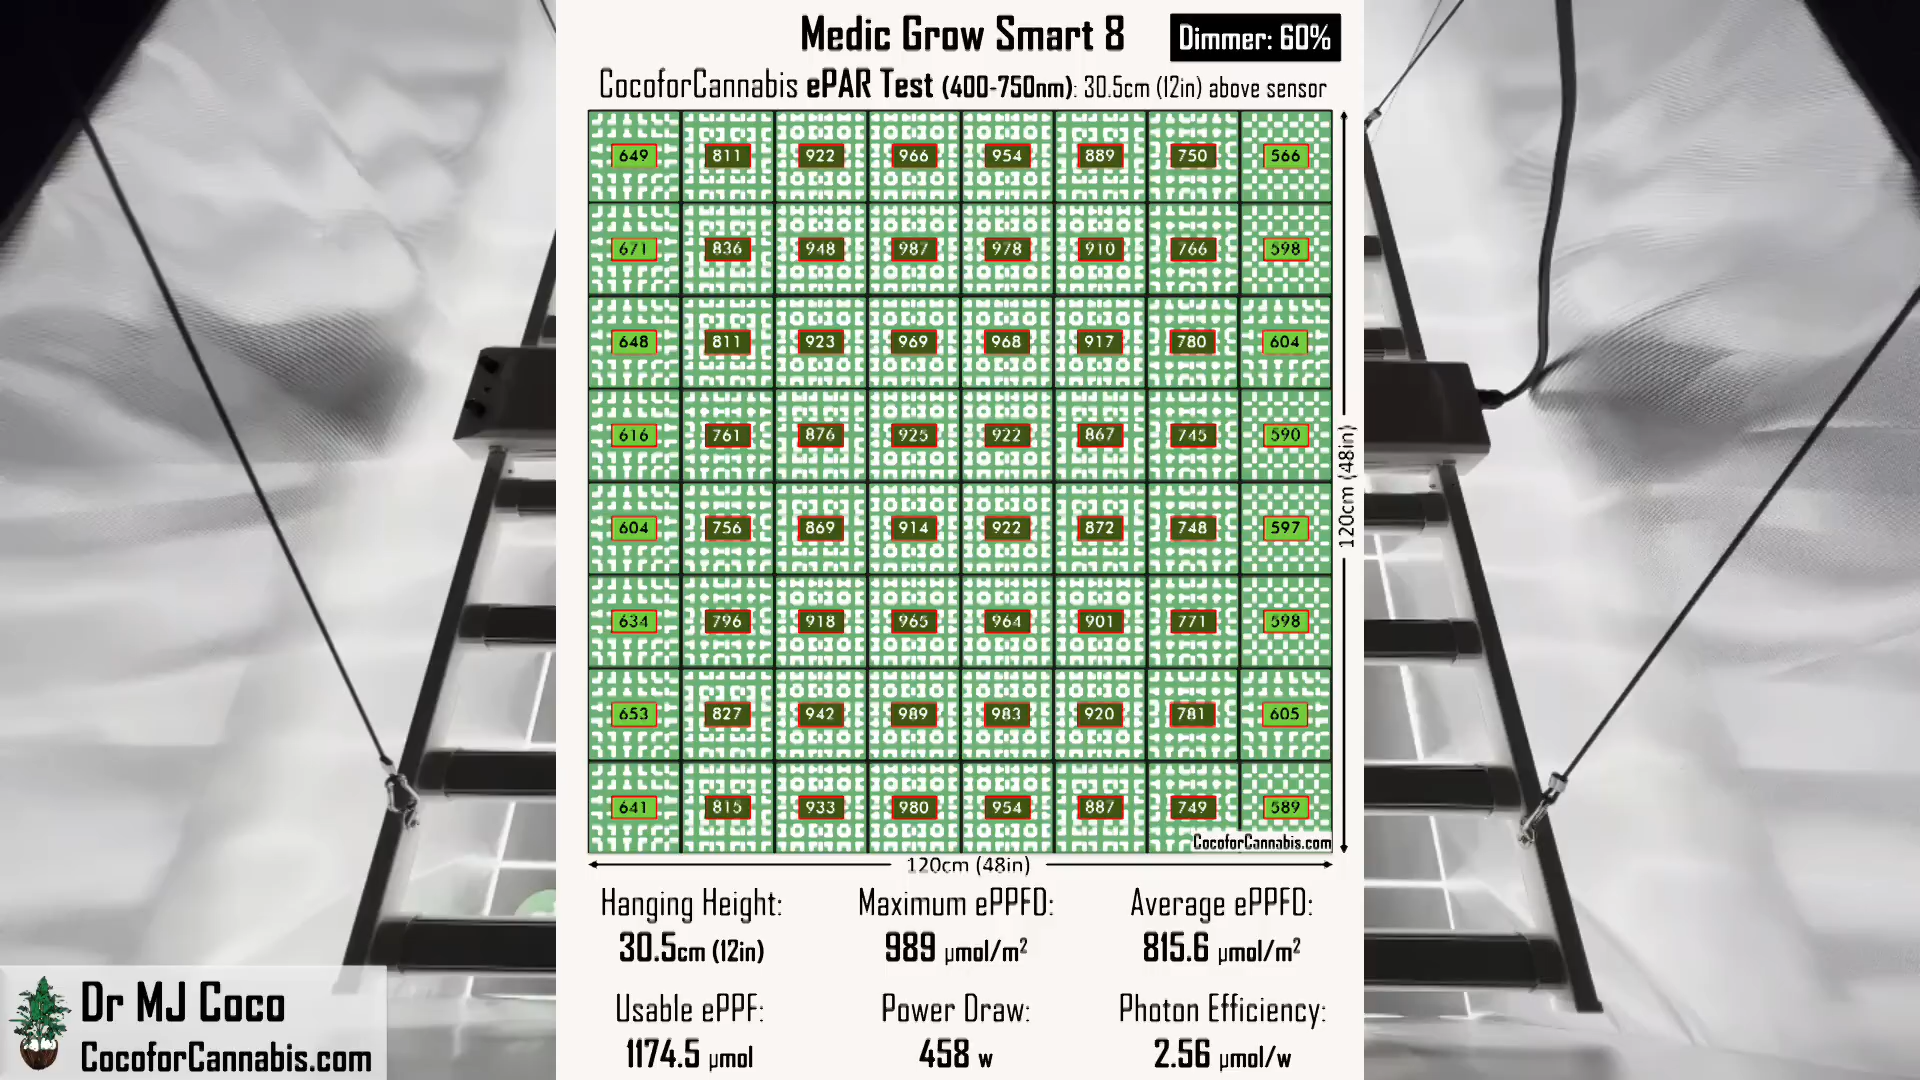 Medic Grow Smart 8
Dimmer: 60%
CocoforCannabis ePAR Test (400-750nm): 30.5cm (12in) above sensor
649 811 922 966 954 889 750 566
671 836 948 987 978 910 766 598
648 811 923 969 968 917 780 604
616 761 876 925 922 867 745 590
604 756 869 914 922 872 748 597
634 796 918 965 964 901 771 598
653 827 942 989 983 920 781 605
641 815 933 980 954 887 749 589
CocoforCannabis.com
120cm (48in)
120cm (48in)
Hanging Height: Maximum ePPFD: Average ePPFD:
30.5cm (12in) 989 µmol/m² 815.6 µmol/m²
Usable ePPF: Power Draw: Photon Efficiency:
1174.5 µmol 458 w 2.56 µmol/w
Dr MJ Coco
CocoforCannabis.com